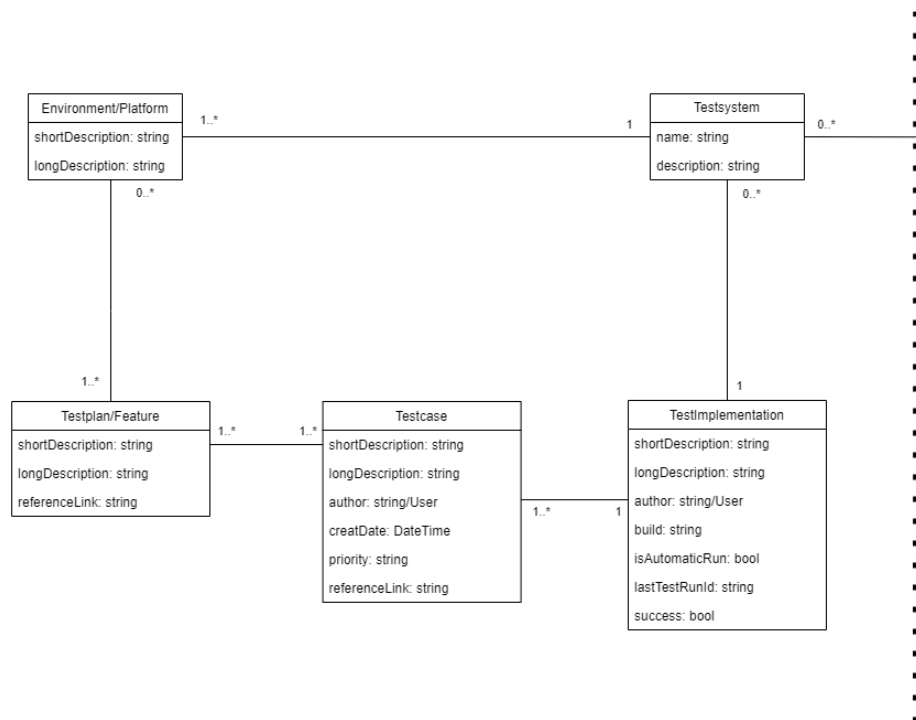 Environment/Platform
shortDescription: string
longDescription: string
1..*
1
Testsystem
name: string
description: string
0..*
0..*
0..*
1..*
1
Testplan/Feature
shortDescription: string
longDescription: string
referenceLink: string
1..*
1..*
Testcase
shortDescription: string
longDescription: string
author: string/User
creatDate: DateTime
priority: string
referenceLink: string
1..*
1
TestImplementation
shortDescription: string
longDescription: string
author: string/User
build: string
isAutomaticRun: bool
lastTestRunId: string
success: bool